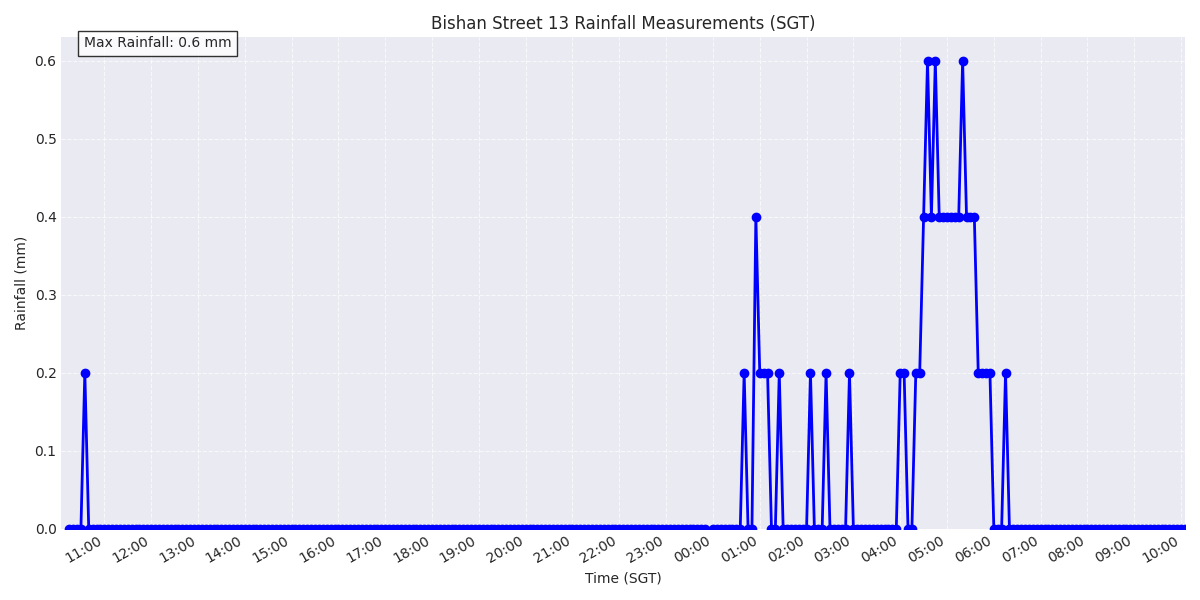 Bishan Street 13 Rainfall Measurements (SGT)
Max Rainfall: 0.6 mm
0.6
0.5
0.4
0.3
0.2
0.1
0.0
Rainfall (mm)
11:00 12:00 13:00 14:00 15:00 16:00 17:00 18:00 19:00 20:00 21:00 22:00 23:00 00:00 01:00 02:00 03:00 04:00 05:00 06:00 07:00 08:00 09:00 10:00
Time (SGT)